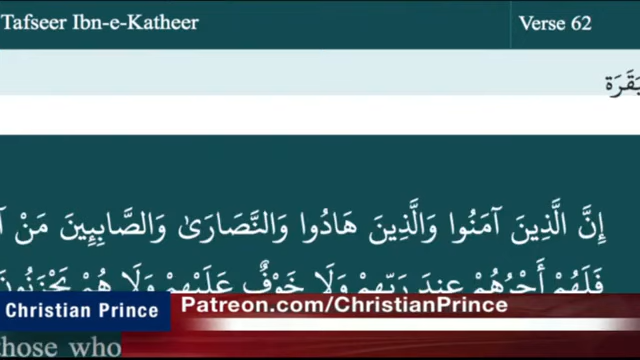 Tafseer Ibn-e-Katheer
Verse 62
بَقَرَة
إِنَّ الَّذِينَ آمَنُوا وَالَّذِينَ هَادُوا وَالنَّصَارَىٰ وَالصَّابِئِينَ مَنْ آ
فَلَهُمْ أَجْرُهُمْ عِندَ رَبِّهِمْ وَلَا خَوْفٌ عَلَيْهِمْ وَلَا هُمْ يَحْزَنُونَ
Christian Prince
Patreon.com/ChristianPrince
those who